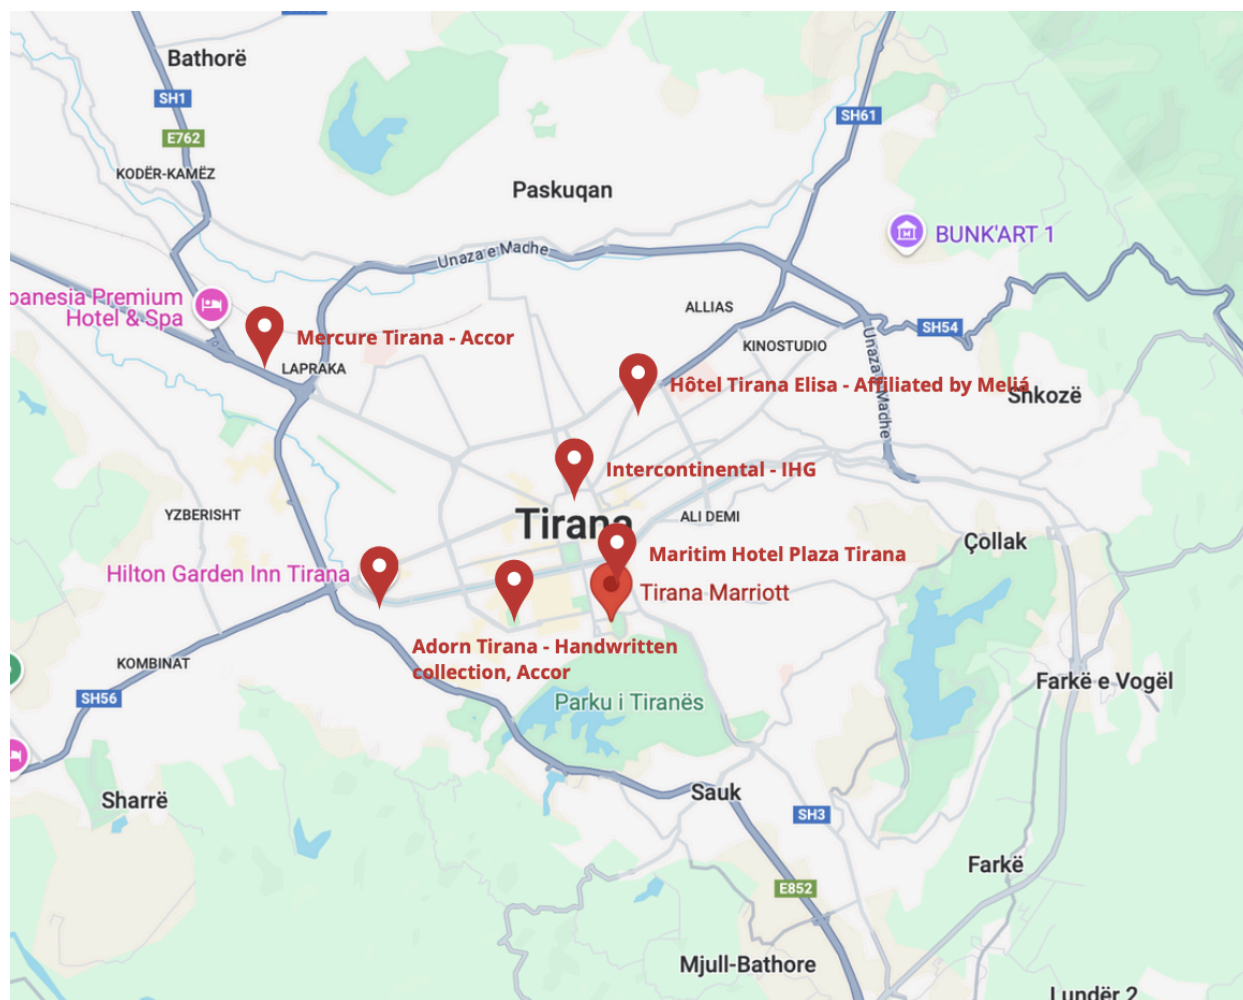 Bathorë
SH1
SH61
E762
KODËR-KAMËZ
Paskuqan
BUNK'ART 1
Unaza e Madhe
Premium
Hotel & Spa
ALLIAS
SH54
Mercure Tirana - Accor
KINOSTUDIO
LAPRAKA
Unaza e Madhe
Hôtel Tirana Elisa - Affiliated by Meliá
Shkozë
Intercontinental - IHG
Tirana
YZBERISHT
ALI DEMI
Çollak
Maritim Hotel Plaza Tirana
Hilton Garden Inn Tirana
Tirana Marriott
Adorn Tirana - Handwritten
collection, Accor
KOMBINAT
Farkë e Vogël
SH56
Parku i Tiranës
Sharrë
Sauk
SH3
Farkë
E852
Mjull-Bathore
Lundër 2